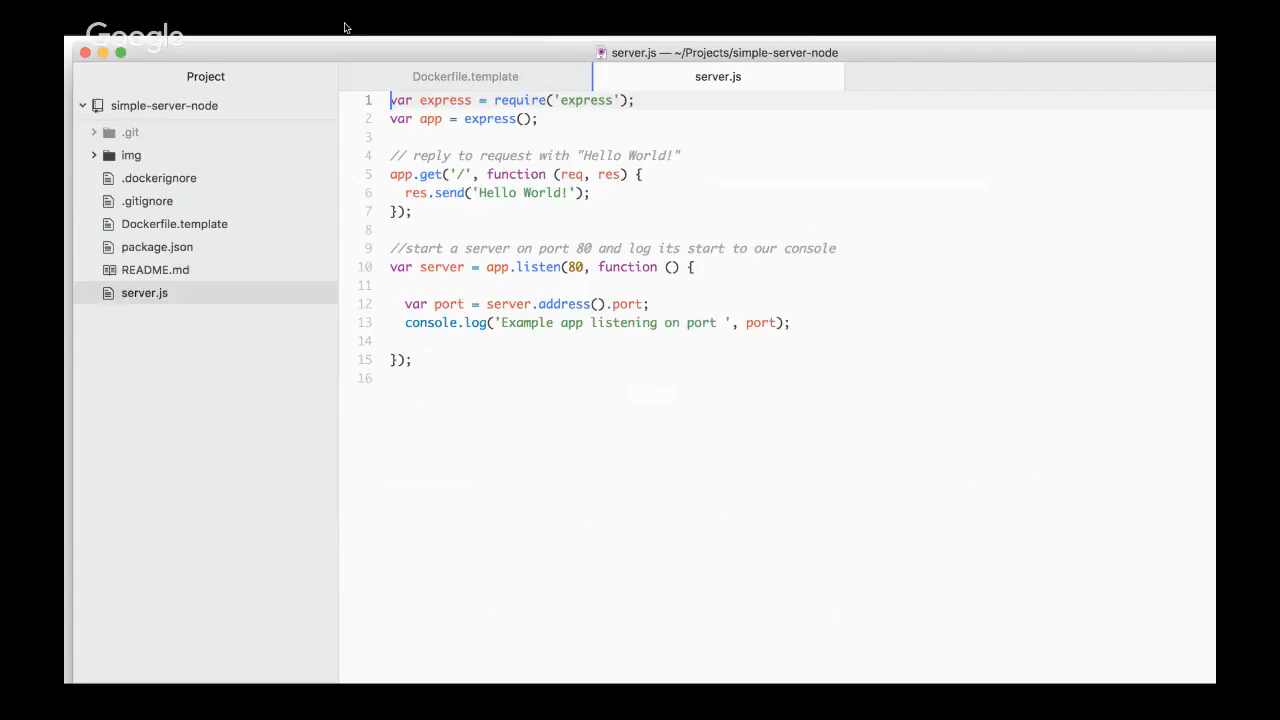 Google
server.js — ~/Projects/simple-server-node
Project
Dockerfile.template
server.js
simple-server-node
.git
img
.dockerignore
.gitignore
Dockerfile.template
package.json
README.md
server.js
1 var express = require('express');
2 var app = express();
3
4 // reply to request with "Hello World!"
5 app.get('/', function (req, res) {
6   res.send('Hello World!');
7 });
8
9 //start a server on port 80 and log its start to our console
10 var server = app.listen(80, function () {
11
12   var port = server.address().port;
13   console.log('Example app listening on port ', port);
14
15 });
16